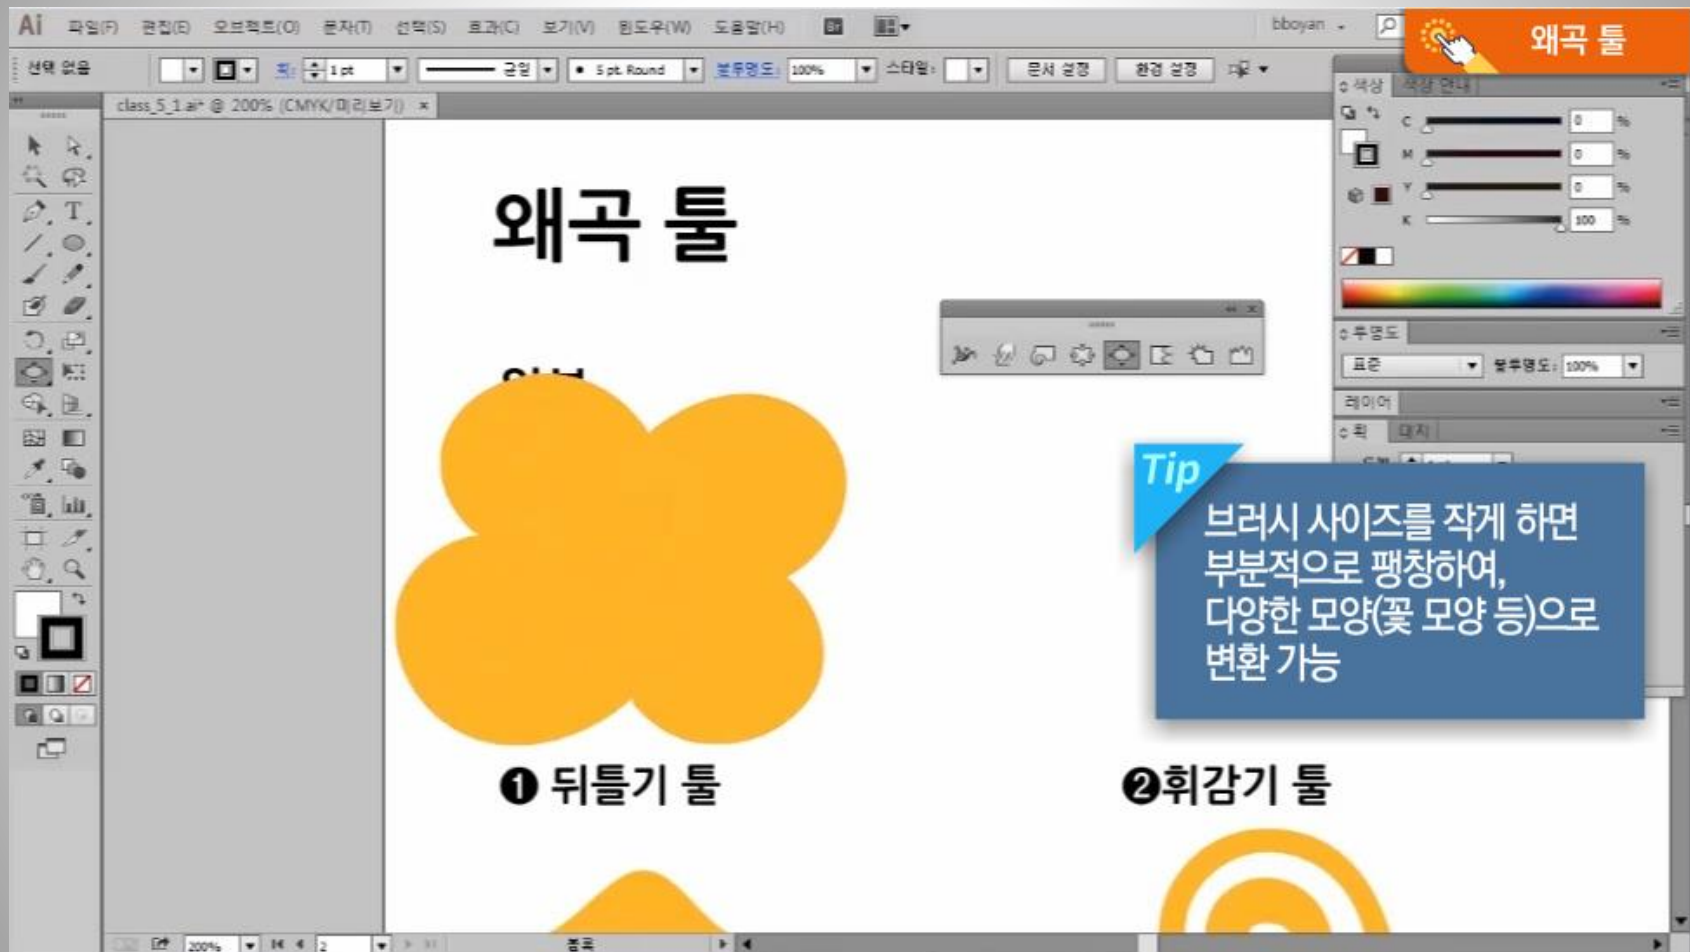 Ai 파일(F) 편집(E) 오브젝트(O) 문자(T) 선택(S) 효과(C) 보기(V) 윈도우(W) 도움말(H) Br bboyan
왜곡 툴
선택 없음 획: 1 pt 균일 5 pt. Round 불투명도: 100% 스타일: 문서 설정 환경 설정
색상 색상 안내
class_5_1.ai* @ 200% (CMYK/미리보기) ×
C 0 %
M 0 %
Y 0 %
K 100 %
왜곡 툴
투명도
표준 불투명도: 100%
레이어
획 대지
Tip
브러시 사이즈를 작게 하면
부분적으로 팽창하여,
다양한 모양(꽃 모양 등)으로
변환 가능
❶ 뒤틀기 툴
❷휘감기 툴
200% 2 봄곡